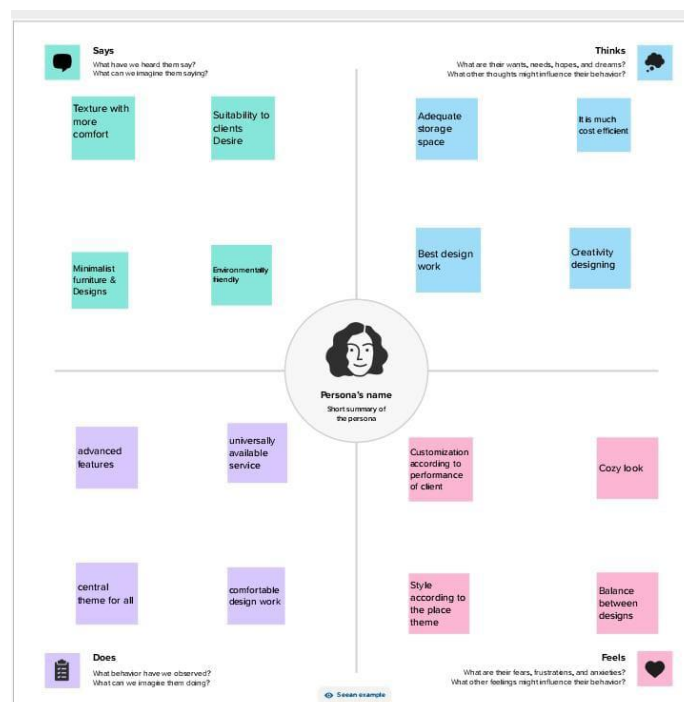 Says
What have we heard them say?
What can we imagine them saying?
Thinks
What are their wants, needs, hopes, and dreams?
What other thoughts might influence their behavior?
Texture with
more
comfort
Suitability to
clients
Desire
Adequate
storage
space
It is much
cost efficient
Minimalist
furniture &
Designs
Environmentally
friendly
Best design
work
Creativity
designing
Persona's name
Short summary of
the persona
advanced
features
universally
available
service
Customization
according to
performance
of client
Cozy look
central
theme for all
comfortable
design work
Style
according to
the place
theme
Balance
between
designs
Does
What behavior have we observed?
What can we imagine them doing?
Feels
What are their fears, frustrations, and anxieties?
What other feelings might influence their behavior?
See an example